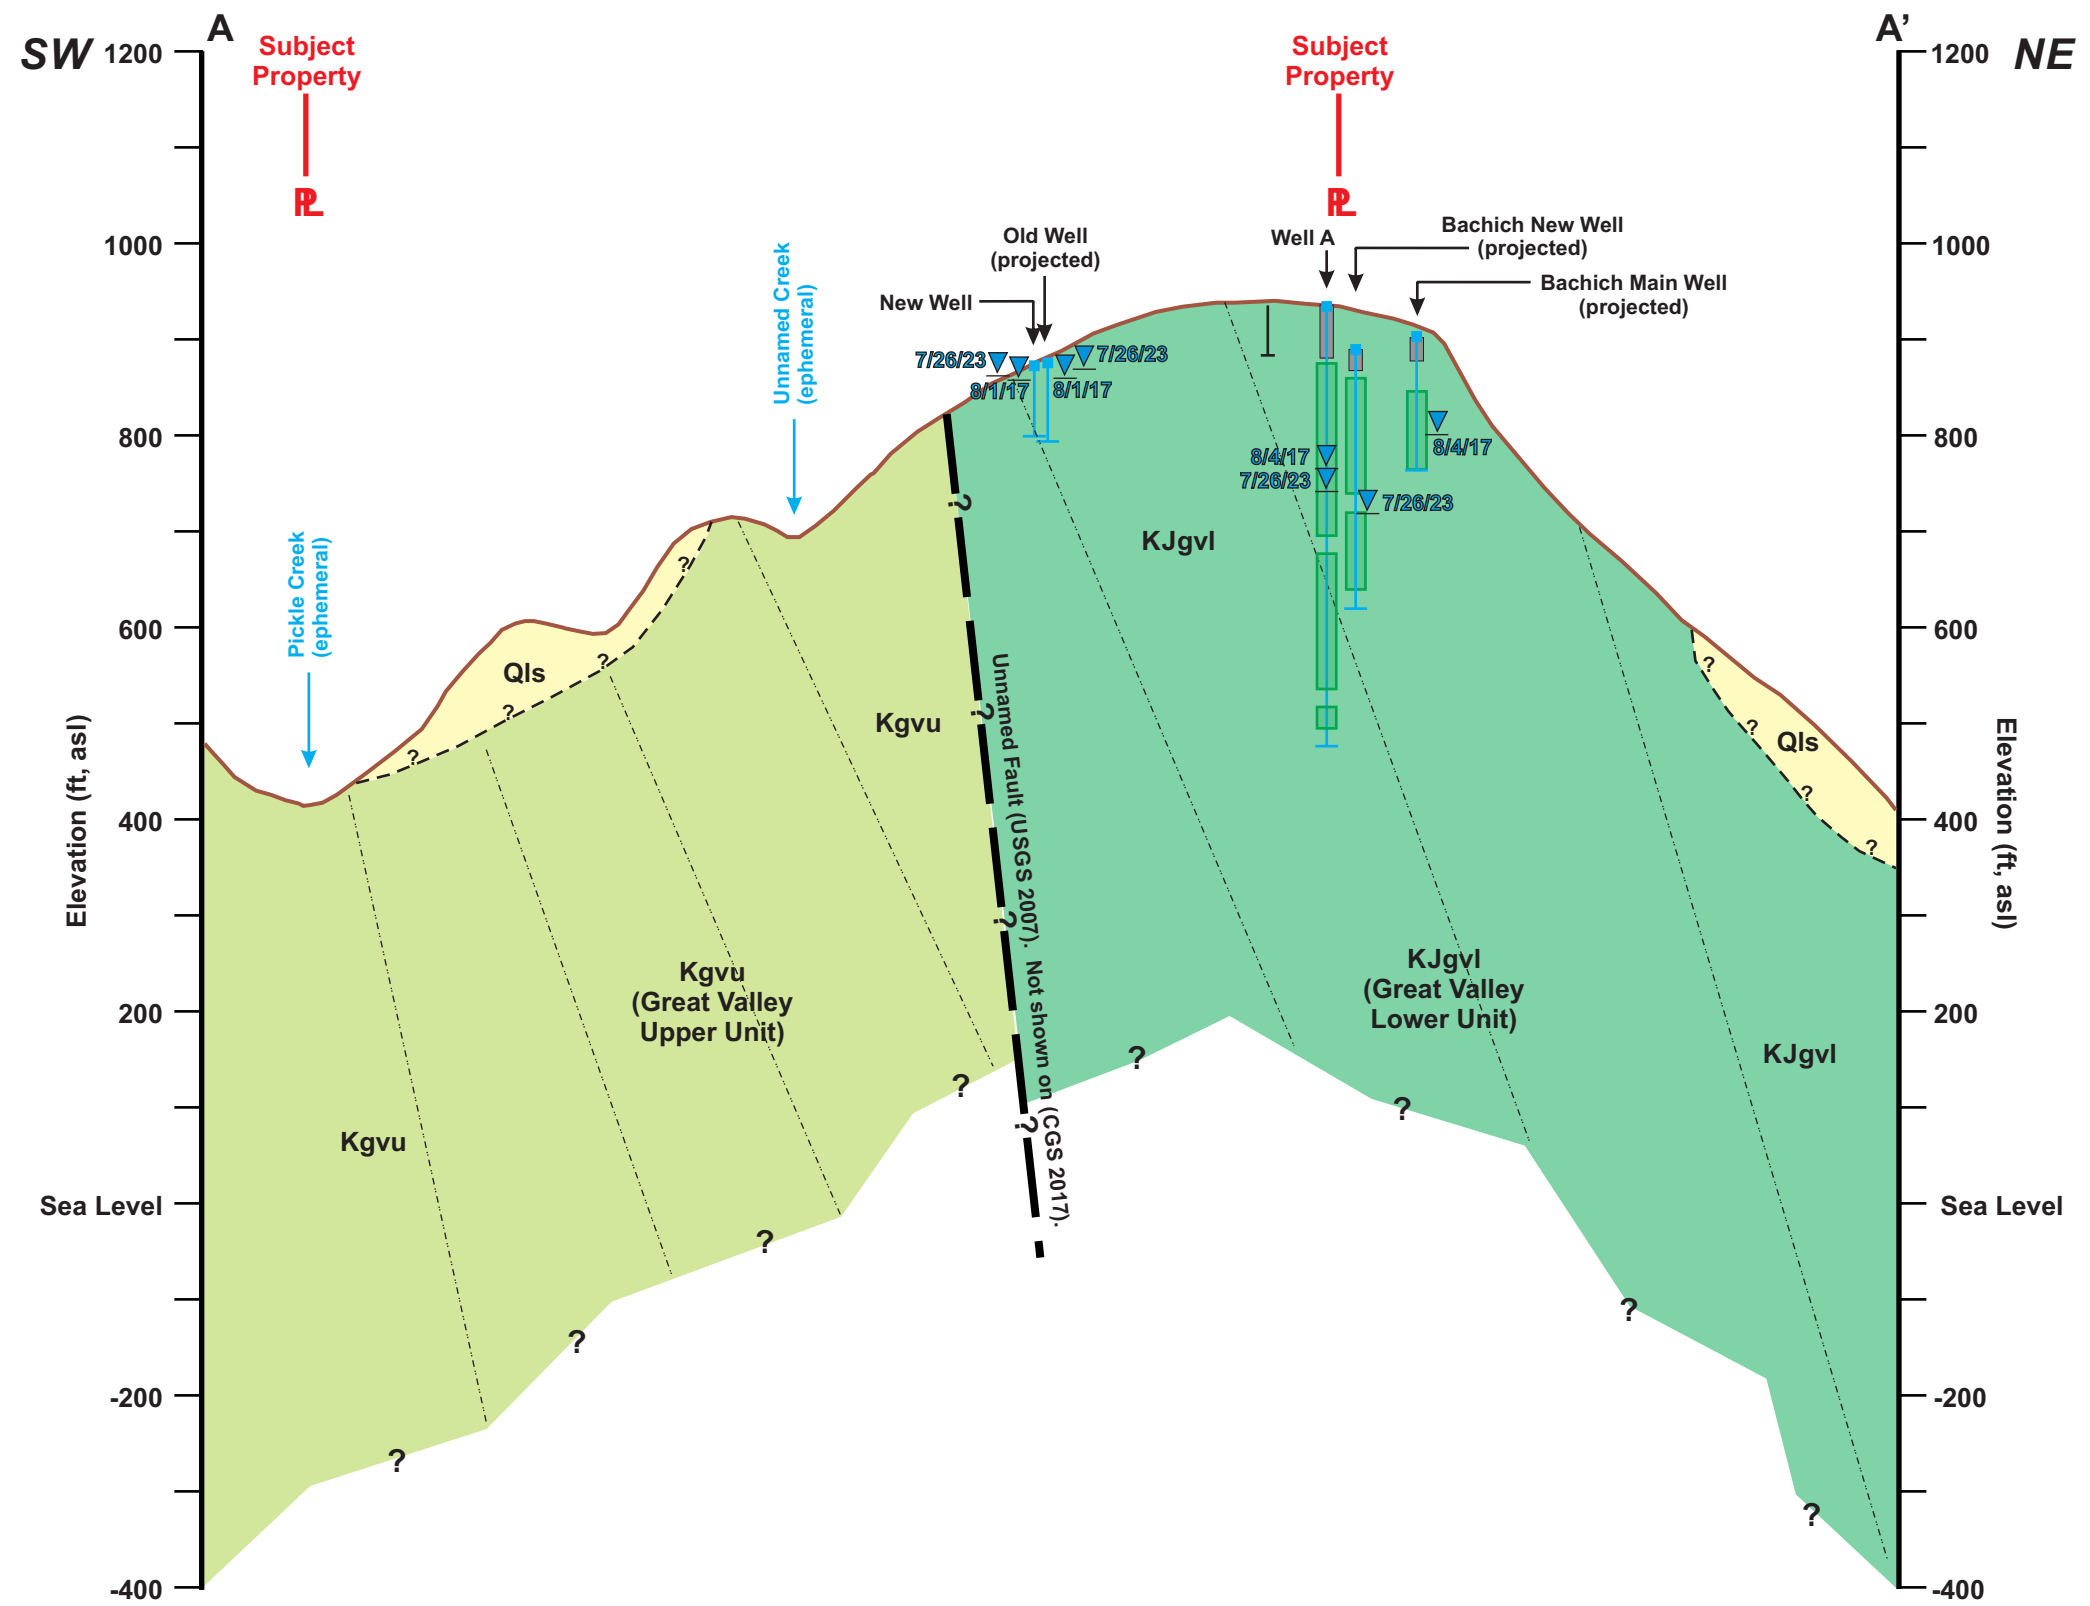 A
A’
SW
NE
1200
1200
Subject
Property
PL
Subject
Property
PL
1000
1000
Old Well
(projected)
New Well
Well A
Bachich New Well
(projected)
Bachich Main Well
(projected)
Unnamed Creek
(ephemeral)
7/26/23
8/1/17
7/26/23
8/1/17
800
800
8/4/17
7/26/23
8/4/17
7/26/23
?
KJgvl
?
Pickle Creek
(ephemeral)
600
600
?
?
Qls
?
?
?
?
Qls
?
?
Kgvu
?
Unnamed Fault (USGS 2007). Not shown on (CGS 2017).
Elevation (ft, asl)
Elevation (ft, asl)
400
400
?
Kgvu
(Great Valley
Upper Unit)
KJgvl
(Great Valley
Lower Unit)
200
200
KJgvl
?
?
?
?
Kgvu
Sea Level
Sea Level
?
?
?
-200
-200
?
?
-400
-400